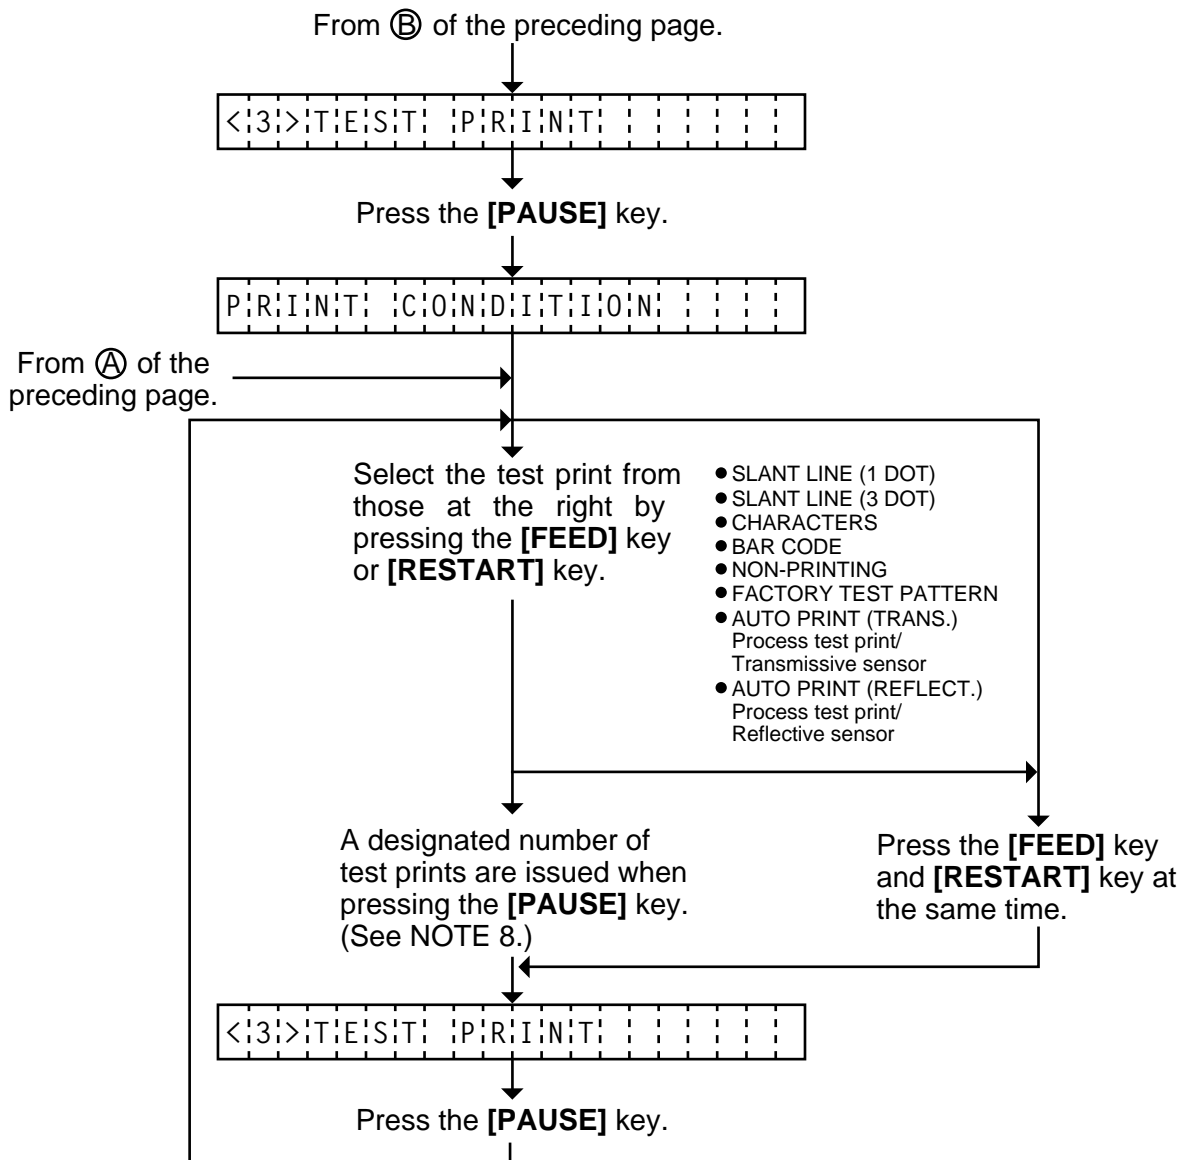 From Ⓑ of the preceding page.
<3>TEST PRINT
Press the [PAUSE] key.
PRINT CONDITION
From Ⓐ of the
preceding page.
Select the test print from
those at the right by
pressing the [FEED] key
or [RESTART] key.
● SLANT LINE (1 DOT)
● SLANT LINE (3 DOT)
● CHARACTERS
● BAR CODE
● NON-PRINTING
● FACTORY TEST PATTERN
● AUTO PRINT (TRANS.)
Process test print/
Transmissive sensor
● AUTO PRINT (REFLECT.)
Process test print/
Reflective sensor
A designated number of
test prints are issued when
pressing the [PAUSE] key.
(See NOTE 8.)
Press the [FEED] key
and [RESTART] key at
the same time.
<3>TEST PRINT
Press the [PAUSE] key.